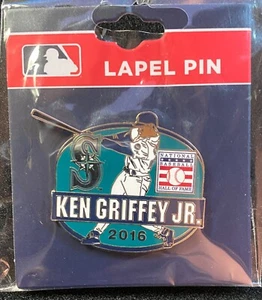 LAPEL PIN
NATIONAL
BASEBALL
HALL OF FAME
S
KEN GRIFFEY JR.
2016